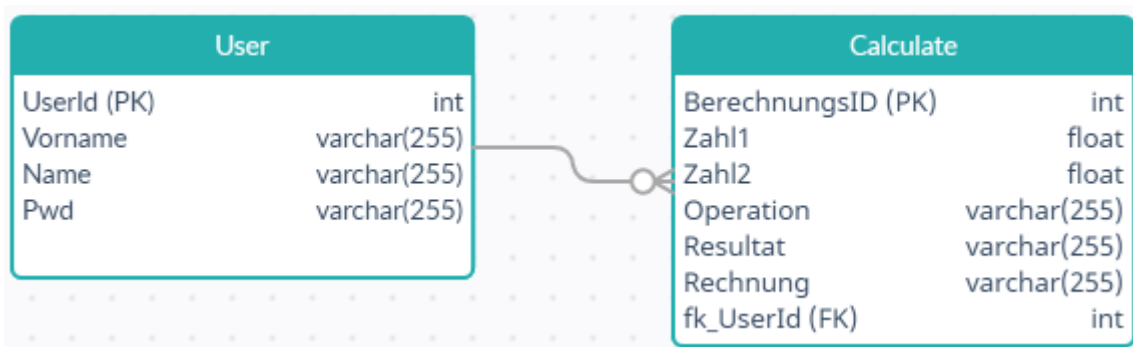 User
UserId (PK) int
Vorname varchar(255)
Name varchar(255)
Pwd varchar(255)
Calculate
BerechnungsID (PK) int
Zahl1 float
Zahl2 float
Operation varchar(255)
Resultat varchar(255)
Rechnung varchar(255)
fk_UserId (FK) int